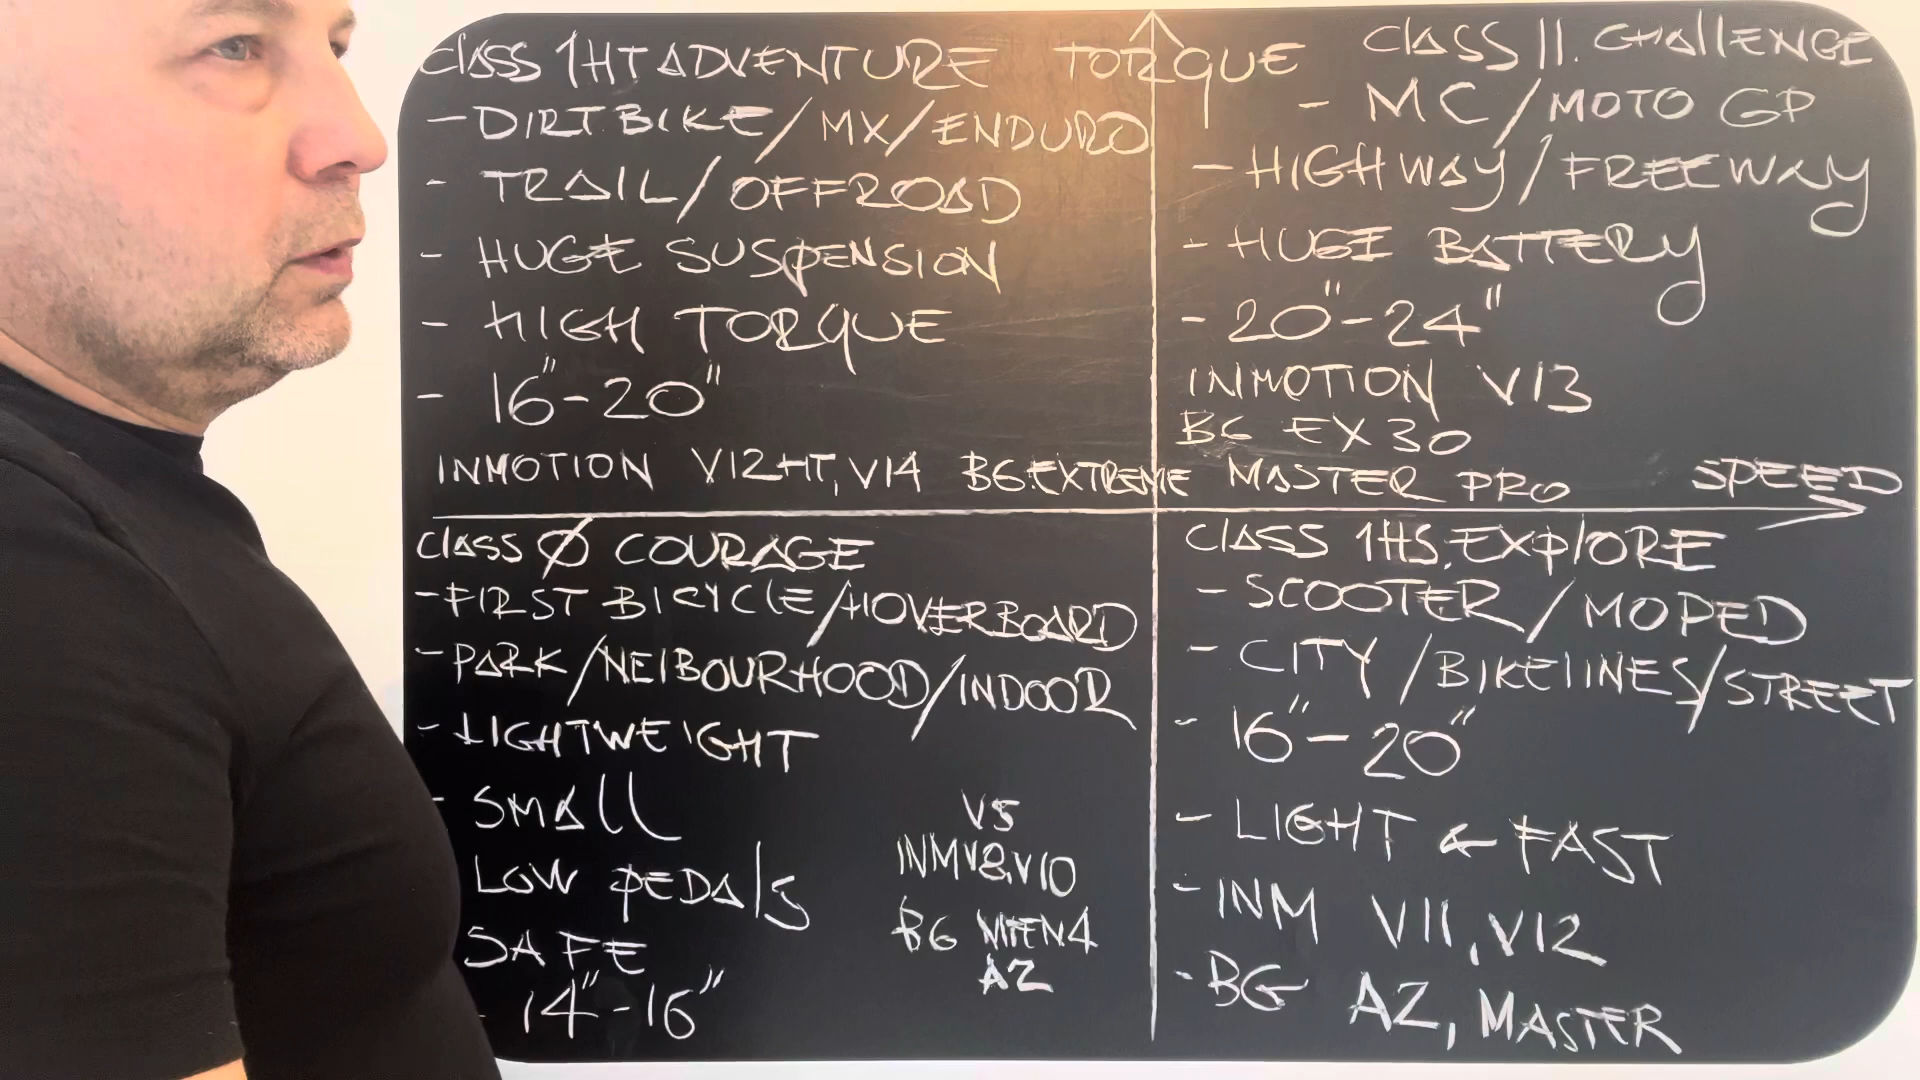 CLASS 1HT ADVENTURE
- DIRT BIKE/MX/ENDURO
- TRAIL/OFFROAD
- HUGE SUSPENSION
- HIGH TORQUE
- 16"-20"
INMOTION V12HT, V14 BG.EXTREME MASTER PRO
TORQUE
CLASS II. CHALLENGE
- MC/MOTO GP
- HIGHWAY/FREEWAY
- HUGE BATTERY
- 20"-24"
INMOTION V13
BG EX30
SPEED
CLASS Ø COURAGE
- FIRST BICYCLE/HOVERBOARD
- PARK/NEIBOURHOOD/INDOOR
- LIGHTWEIGHT
- SMALL
LOW PEDALS
SAFE
- 14"-16"
V5
INMV8,V10
BG MTEN4
A2
CLASS 1HS. EXPLORE
- SCOOTER/MOPED
- CITY/BIKELINES/STREET
- 16"-20"
- LIGHT & FAST
- INM V11, V12
- BG A2, MASTER